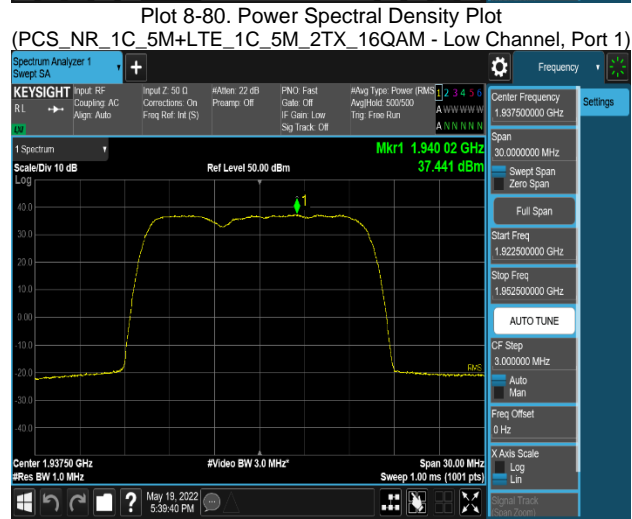 Plot 8-80. Power Spectral Density Plot
(PCS_NR_1C_5M+LTE_1C_5M_2TX_16QAM - Low Channel, Port 1)
Spectrum Analyzer 1
Swept SA
+
Frequency
KEYSIGHT
R L
LXI
Input: RF
Coupling: AC
Align: Auto
Input Z: 50 Ω
Corrections: On
Freq Ref: Int (S)
#Atten: 22 dB
Preamp: Off
PNO: Fast
Gate: Off
IF Gain: Low
Sig Track: Off
#Avg Type: Power (RMS
Avg|Hold: 500/500
Trig: Free Run
1 2 3 4 5 6
A W W W W W
A N N N N N
1 Spectrum
Scale/Div 10 dB
Log
Ref Level 50.00 dBm
Mkr1 1.940 02 GHz
37.441 dBm
1
40.0
30.0
20.0
10.0
0.00
-10.0
-20.0
-30.0
-40.0
RMS
Center 1.93750 GHz
#Res BW 1.0 MHz
#Video BW 3.0 MHz*
Span 30.00 MHz
Sweep 1.00 ms (1001 pts)
Center Frequency
1.937500000 GHz
Settings
Span
30.0000000 MHz
Swept Span
Zero Span
Full Span
Start Freq
1.922500000 GHz
Stop Freq
1.952500000 GHz
AUTO TUNE
CF Step
3.000000 MHz
Auto
Man
Freq Offset
0 Hz
X Axis Scale
Log
Lin
Signal Track
(Span Zoom)
?
May 19, 2022
5:39:40 PM